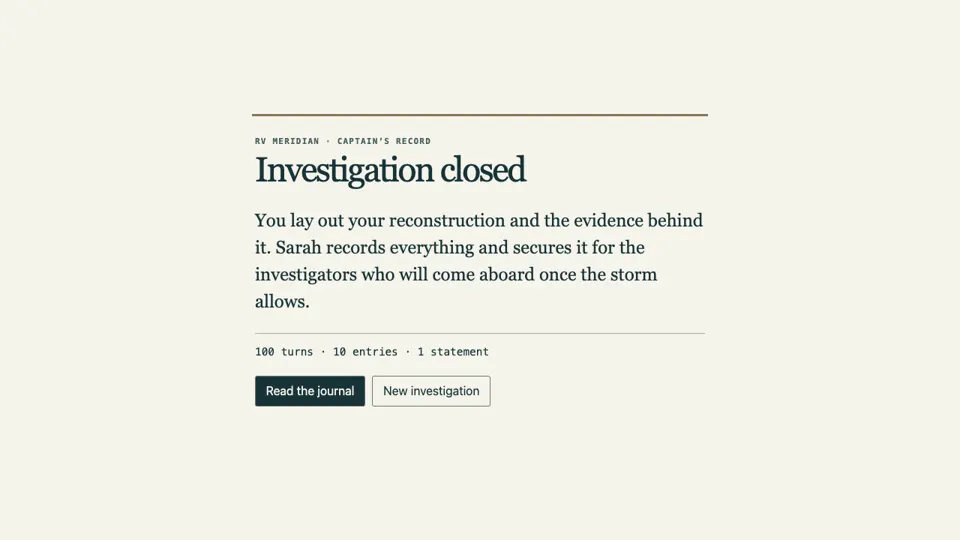 RV MERIDIAN · CAPTAIN'S RECORD
Investigation closed
You lay out your reconstruction and the evidence behind
it. Sarah records everything and secures it for the
investigators who will come aboard once the storm
allows.
100 turns · 10 entries · 1 statement
Read the journal
New investigation